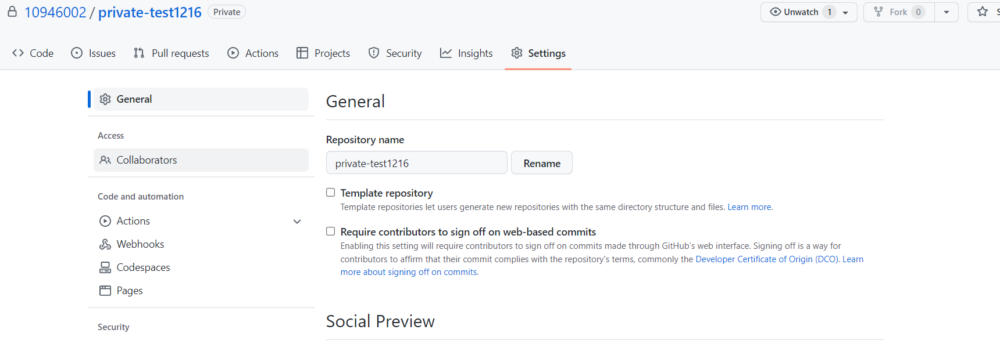 10946002 / private-test1216 Private Unwatch 1 Fork 0 S
Code Issues Pull requests Actions Projects Security Insights Settings
General
Access
Collaborators
Code and automation
Actions
Webhooks
Codespaces
Pages
Security
General
Repository name
private-test1216 Rename
Template repository
Template repositories let users generate new repositories with the same directory structure and files. Learn more.
Require contributors to sign off on web-based commits
Enabling this setting will require contributors to sign off on commits made through GitHub's web interface. Signing off is a way for
contributors to affirm that their commit complies with the repository's terms, commonly the Developer Certificate of Origin (DCO). Learn
more about signing off on commits.
Social Preview